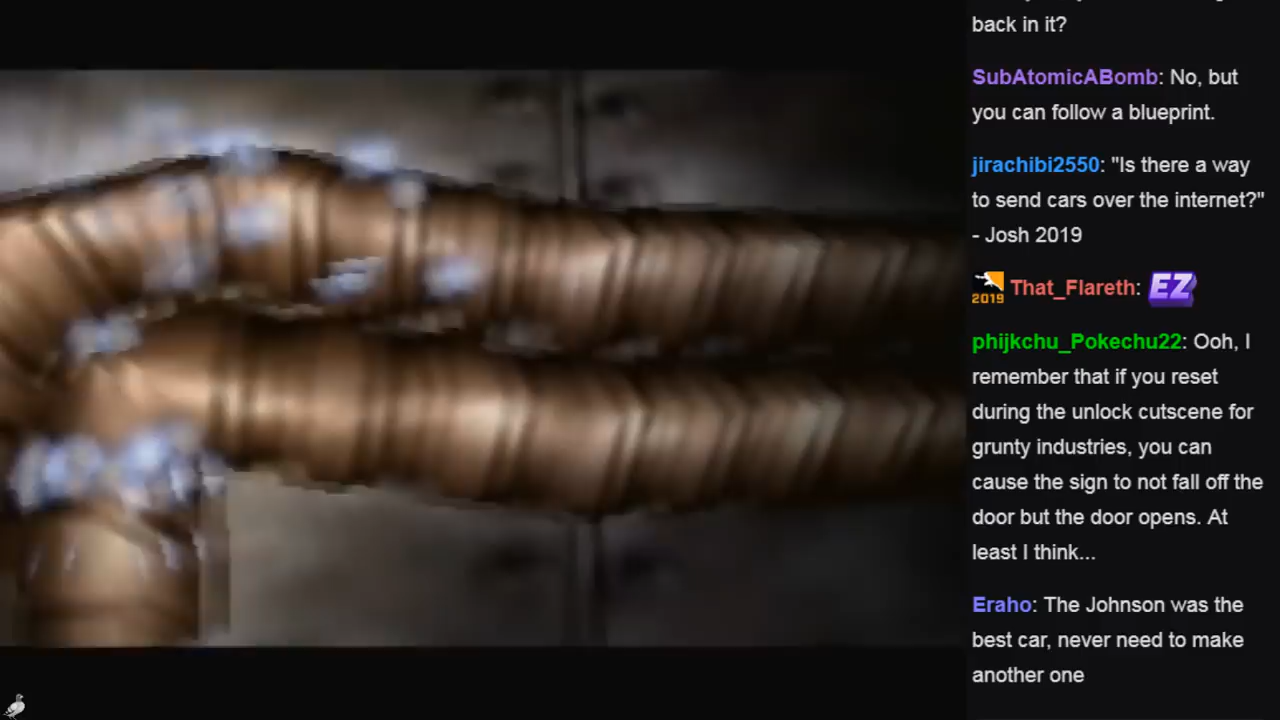 back in it?
SubAtomicABomb: No, but
you can follow a blueprint.
jirachibi2550: "Is there a way
to send cars over the internet?"
- Josh 2019
2019 That_Flareth: EZ
phijkchu_Pokechu22: Ooh, I
remember that if you reset
during the unlock cutscene for
grunty industries, you can
cause the sign to not fall off the
door but the door opens. At
least I think...
Eraho: The Johnson was the
best car, never need to make
another one